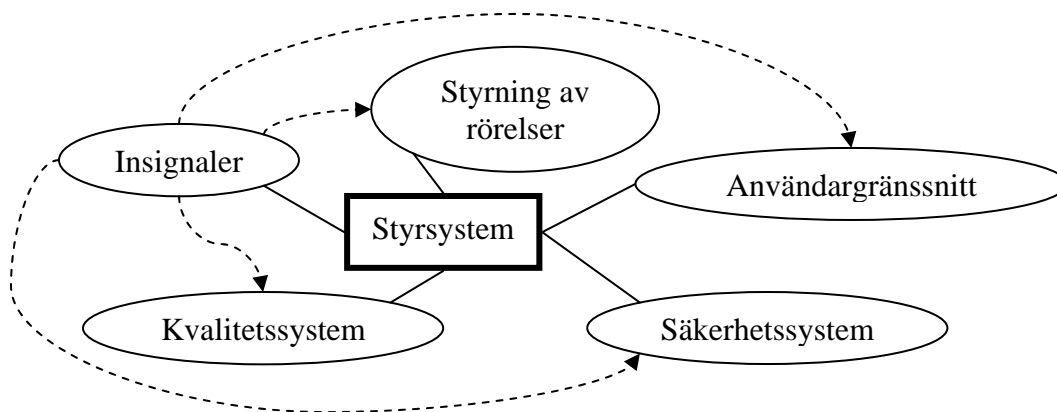 Styrning av
rörelser
Insignaler
Användargränssnitt
Styrsystem
Kvalitetssystem
Säkerhetssystem